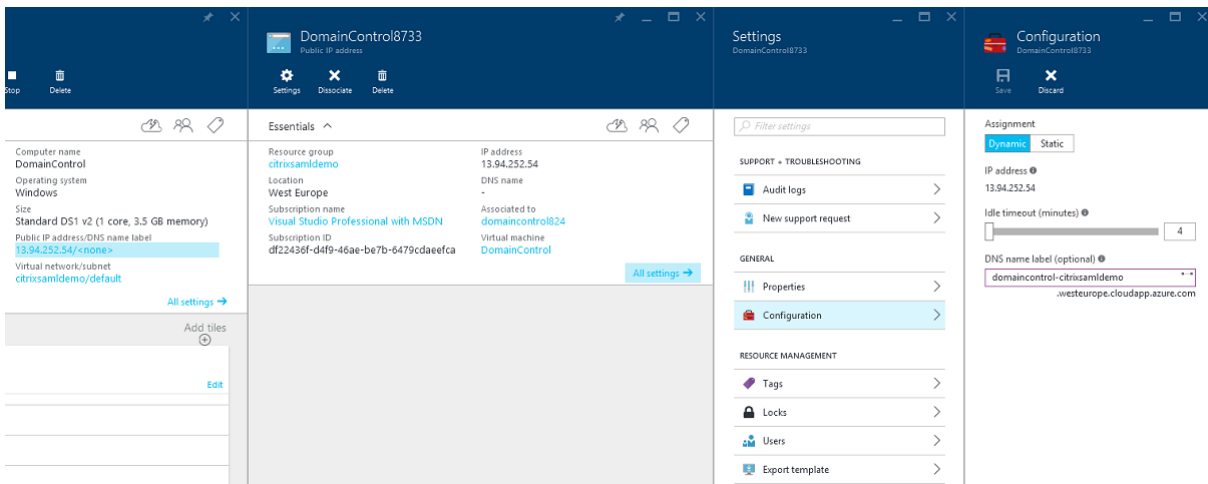 Stop
Delete
Computer name
DomainControl
Operating system
Windows
Size
Standard DS1 v2 (1 core, 3.5 GB memory)
Public IP address/DNS name label
13.94.252.54/<none>
Virtual network/subnet
citrixsamldemo/default
All settings →
Add tiles
Edit
DomainControl8733
Public IP address
Settings
Dissociate
Delete
Essentials
Resource group
citrixsamldemo
Location
West Europe
Subscription name
Visual Studio Professional with MSDN
Subscription ID
df22436f-d4f9-46ae-be7b-6479cdaeefca
IP address
13.94.252.54
DNS name
-
Associated to
domaincontrol824
Virtual machine
DomainControl
All settings →
Settings
DomainControl8733
Filter settings
SUPPORT + TROUBLESHOOTING
Audit logs
New support request
GENERAL
Properties
Configuration
RESOURCE MANAGEMENT
Tags
Locks
Users
Export template
Configuration
DomainControl8733
Save
Discard
Assignment
Dynamic
Static
IP address
13.94.252.54
Idle timeout (minutes)
4
DNS name label (optional)
domaincontrol-citrixsamldemo
.westeurope.cloudapp.azure.com